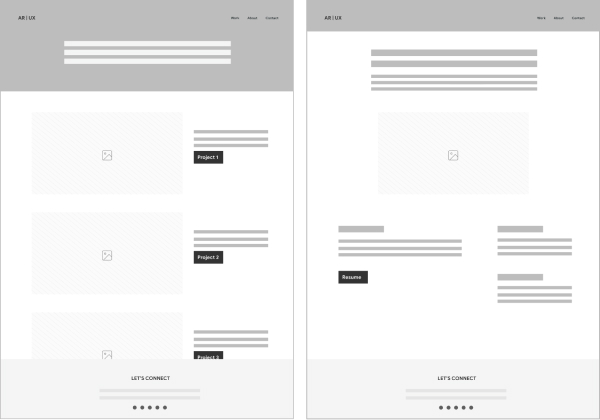 AR | UX
Work About Contact
Project 1
Project 2
Project 3
LET'S CONNECT
AR | UX
Work About Contact
Resume
LET'S CONNECT